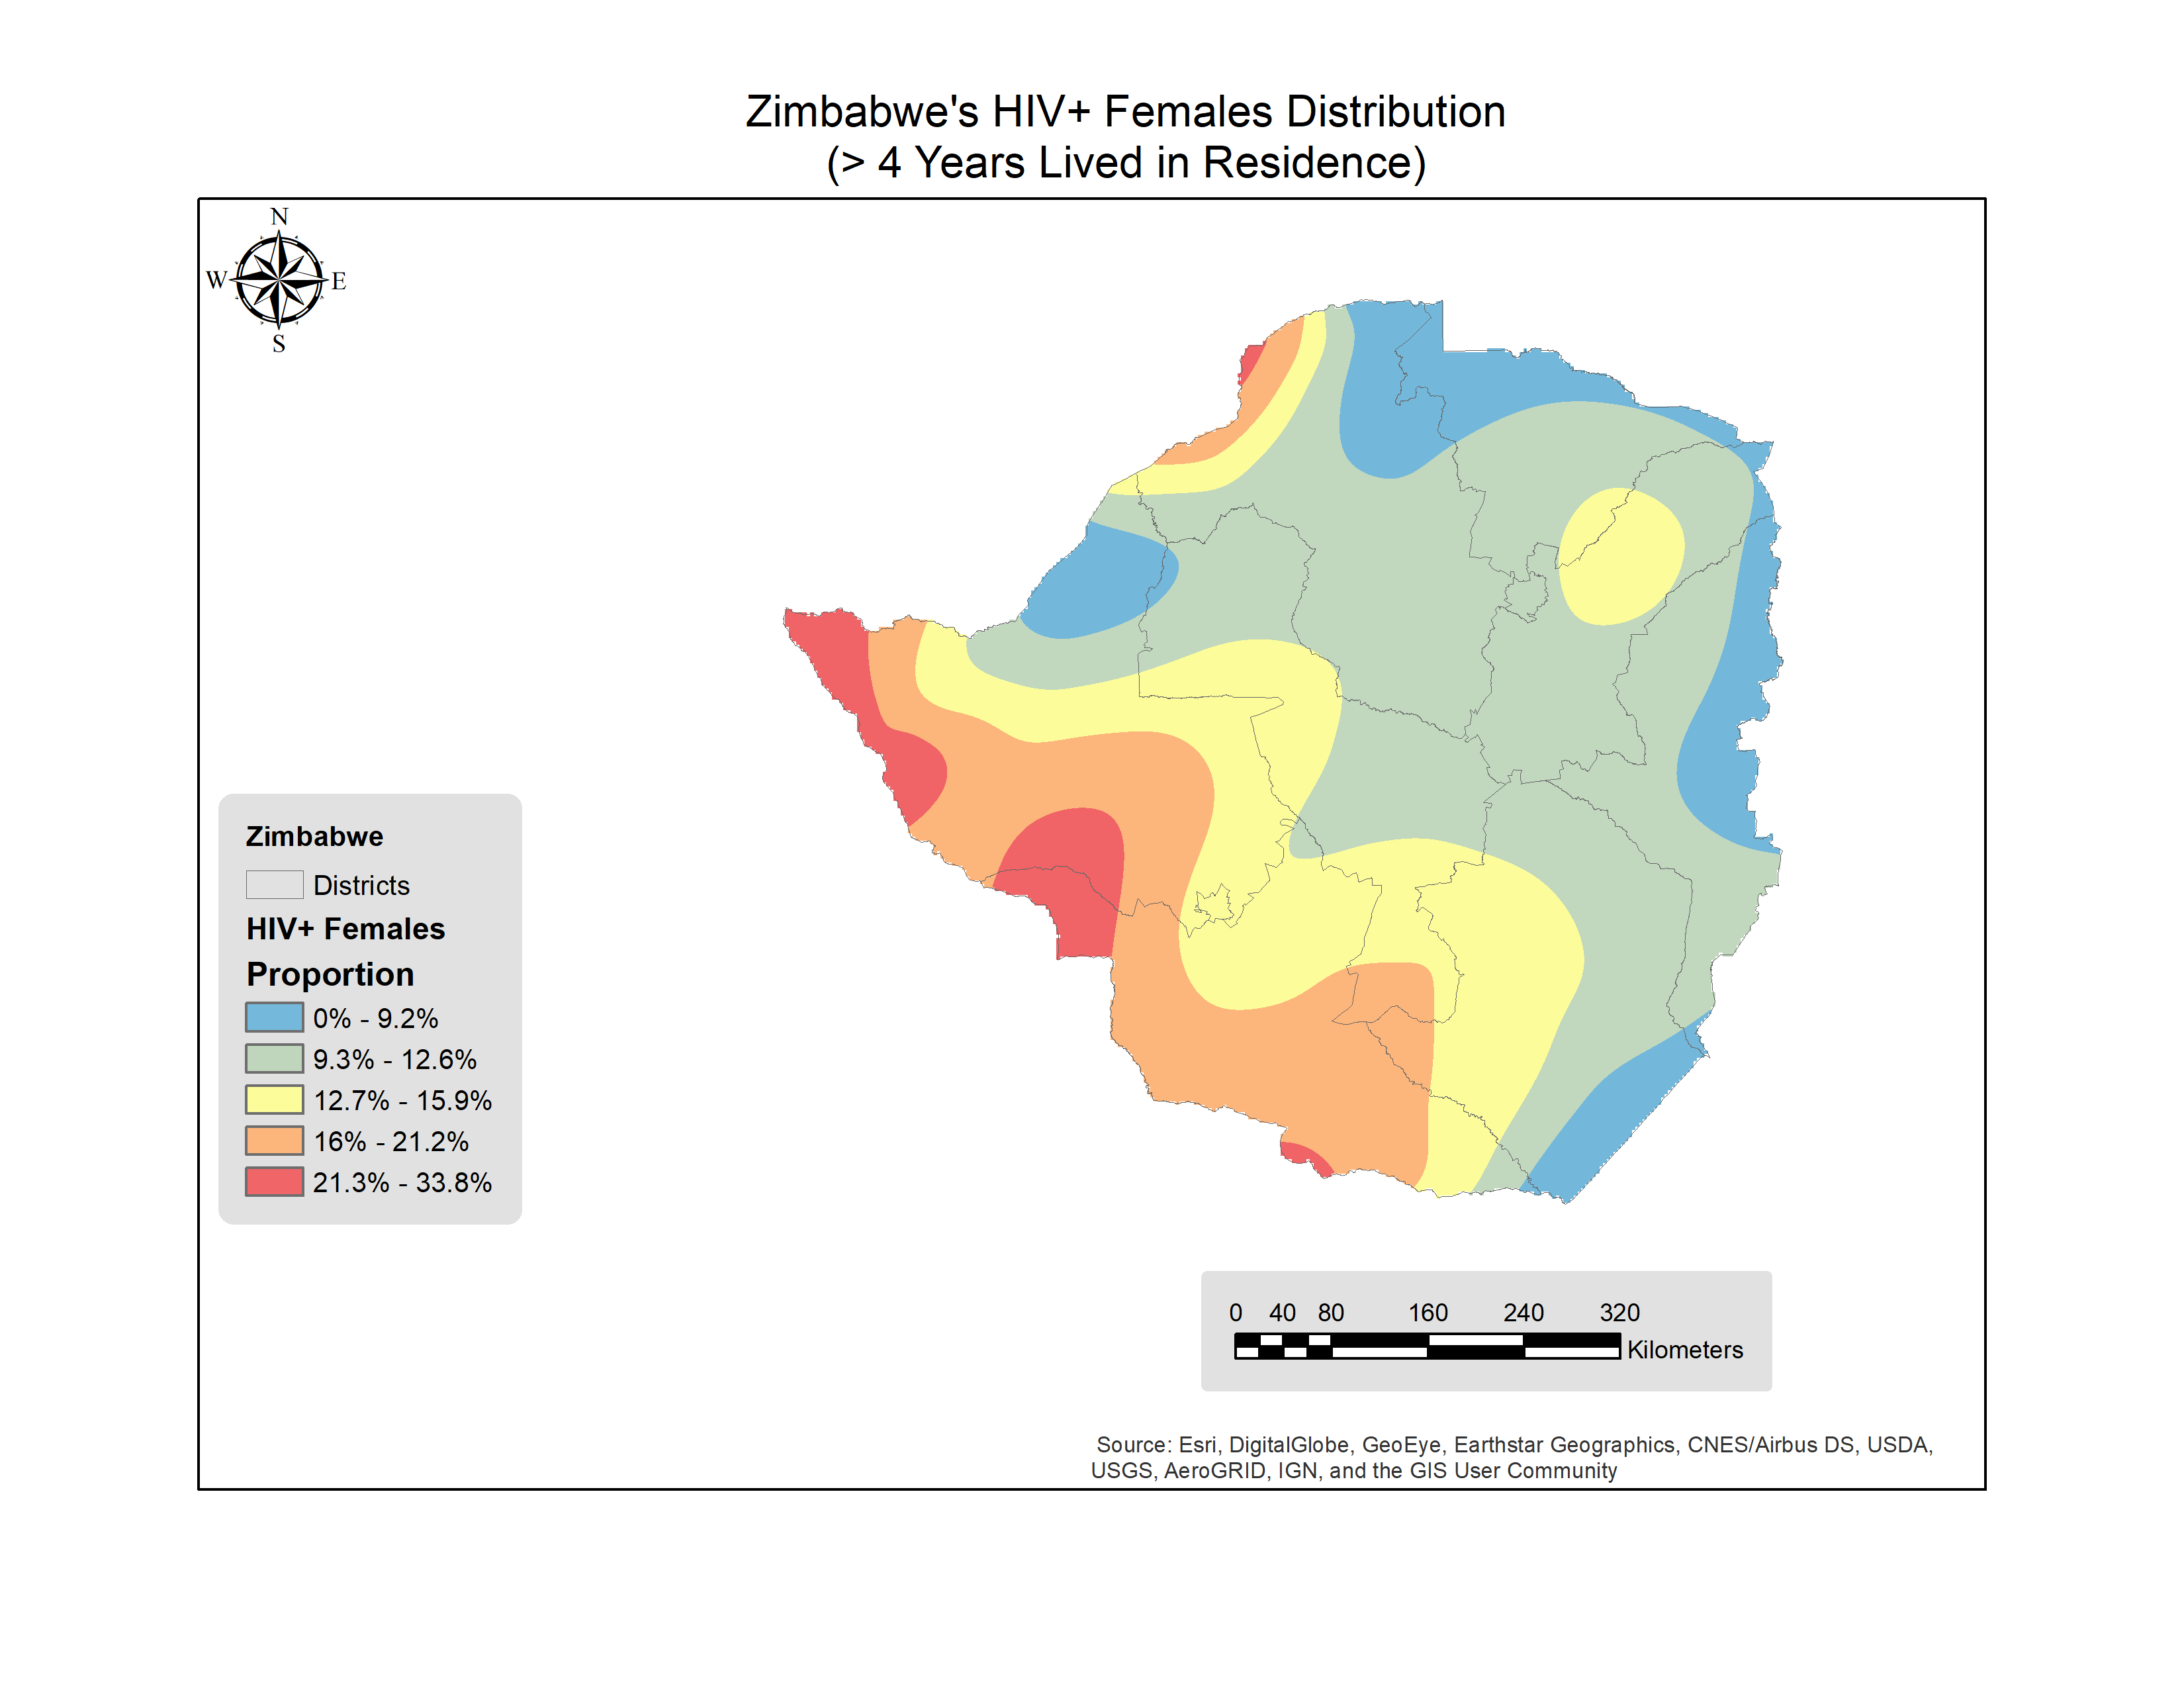 Zimbabwe's HIV+ Females Distribution
(> 4 Years Lived in Residence)
N
W E
S
Zimbabwe
Districts
HIV+ Females
Proportion
0% - 9.2%
9.3% - 12.6%
12.7% - 15.9%
16% - 21.2%
21.3% - 33.8%
0 40 80 160 240 320
Kilometers
Source: Esri, DigitalGlobe, GeoEye, Earthstar Geographics, CNES/Airbus DS, USDA,
USGS, AeroGRID, IGN, and the GIS User Community